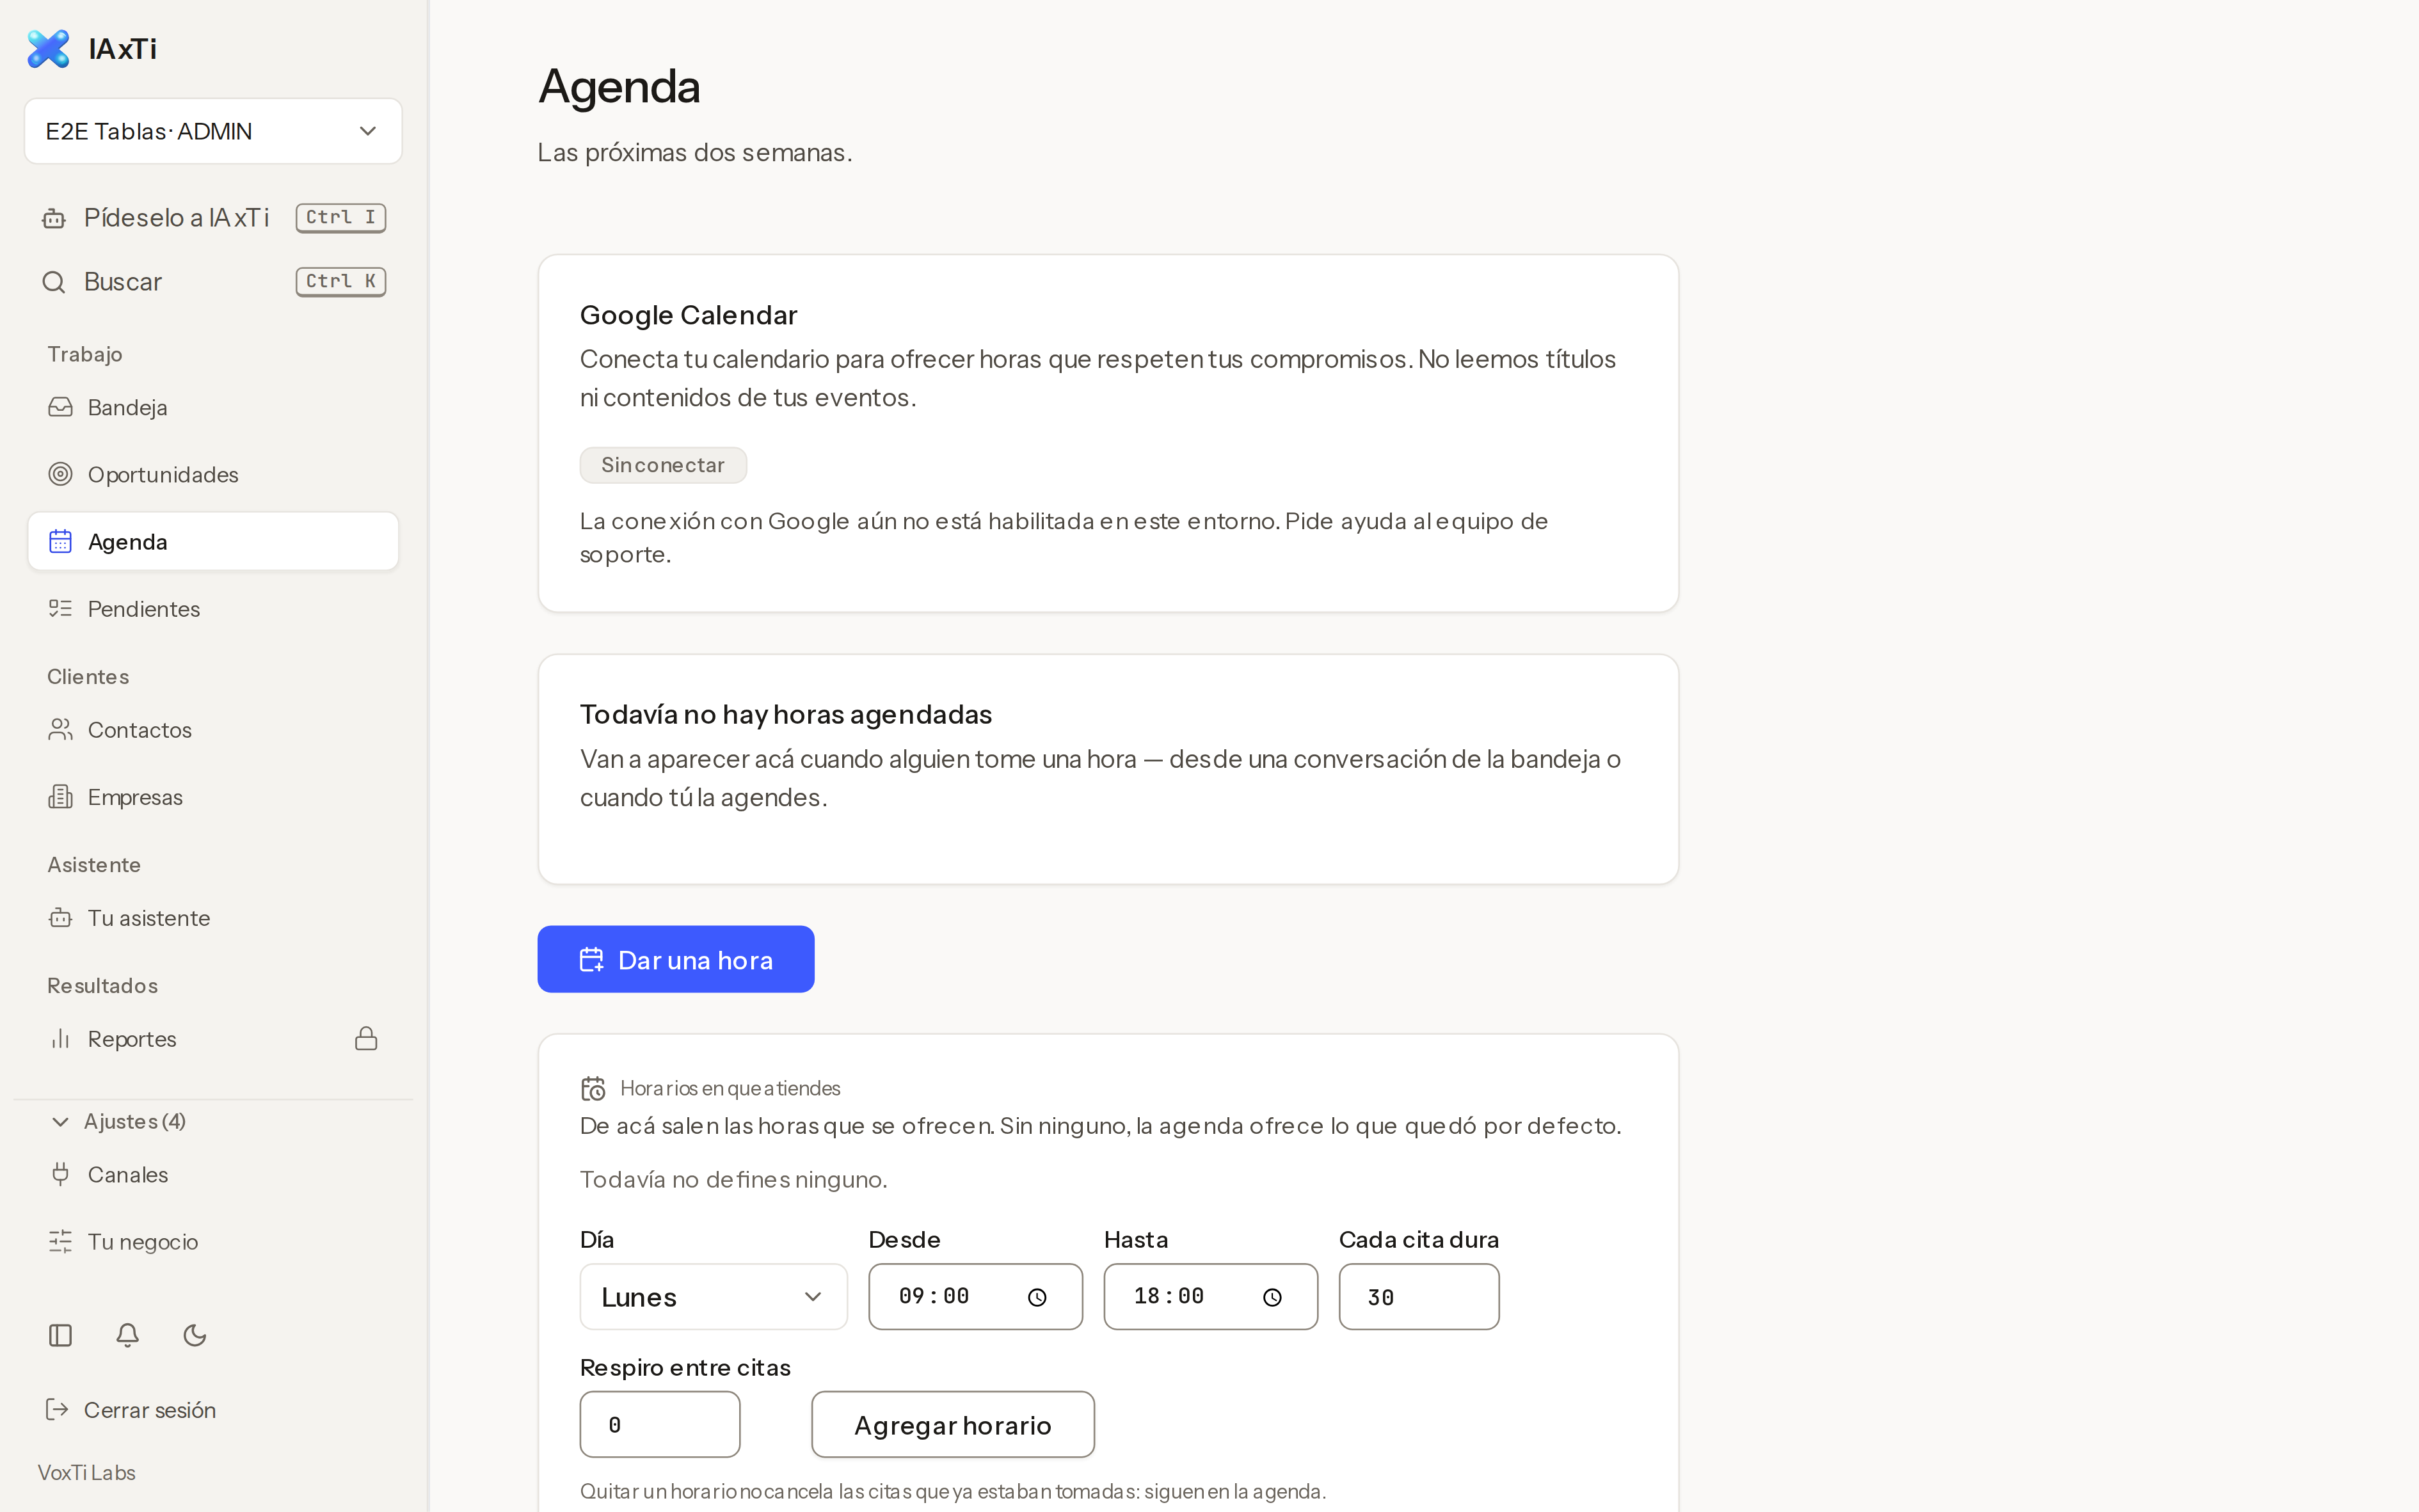 IAxTi
E2E Tablas · ADMIN
Pídeselo a IAxTi Ctrl I
Buscar Ctrl K
Trabajo
Bandeja
Oportunidades
Agenda
Pendientes
Clientes
Contactos
Empresas
Asistente
Tu asistente
Resultados
Reportes
Ajustes (4)
Canales
Tu negocio
Cerrar sesión
VoxTi Labs
Agenda
Las próximas dos semanas.
Google Calendar
Conecta tu calendario para ofrecer horas que respeten tus compromisos. No leemos títulos
ni contenidos de tus eventos.
Sin conectar
La conexión con Google aún no está habilitada en este entorno. Pide ayuda al equipo de
soporte.
Todavía no hay horas agendadas
Van a aparecer acá cuando alguien tome una hora — desde una conversación de la bandeja o
cuando tú la agendes.
Dar una hora
Horarios en que atiendes
De acá salen las horas que se ofrecen. Sin ninguno, la agenda ofrece lo que quedó por defecto.
Todavía no defines ninguno.
Día Desde Hasta Cada cita dura
Lunes 09:00 18:00 30
Respiro entre citas
0 Agregar horario
Quitar un horario no cancela las citas que ya estaban tomadas: siguen en la agenda.